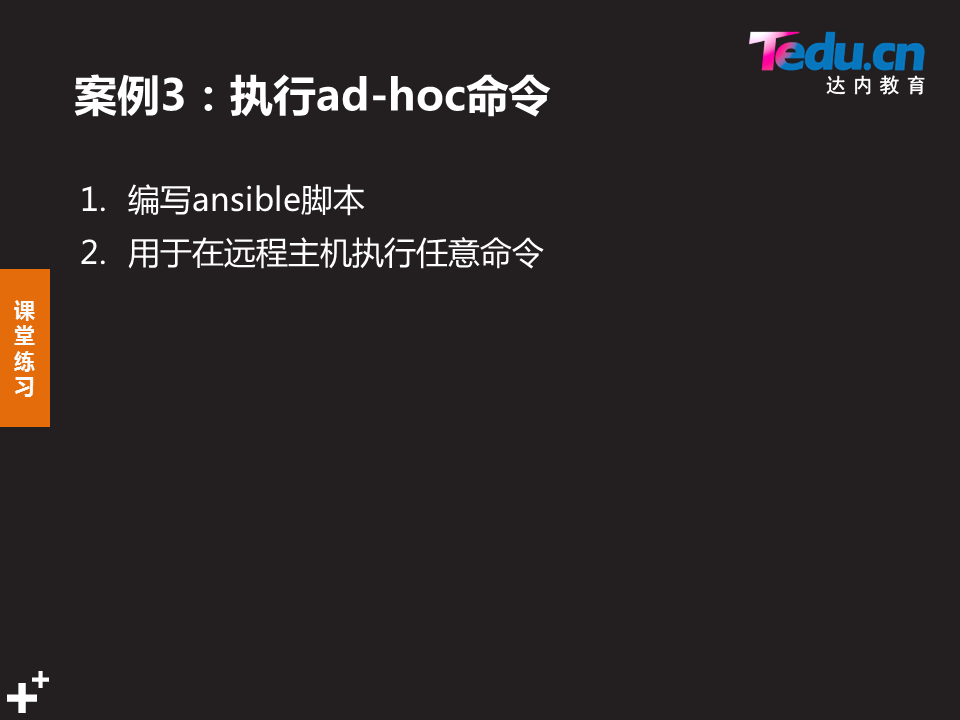 Tedu.cn
达内教育
案例3：执行ad-hoc命令
1. 编写ansible脚本
2. 用于在远程主机执行任意命令
课堂练习